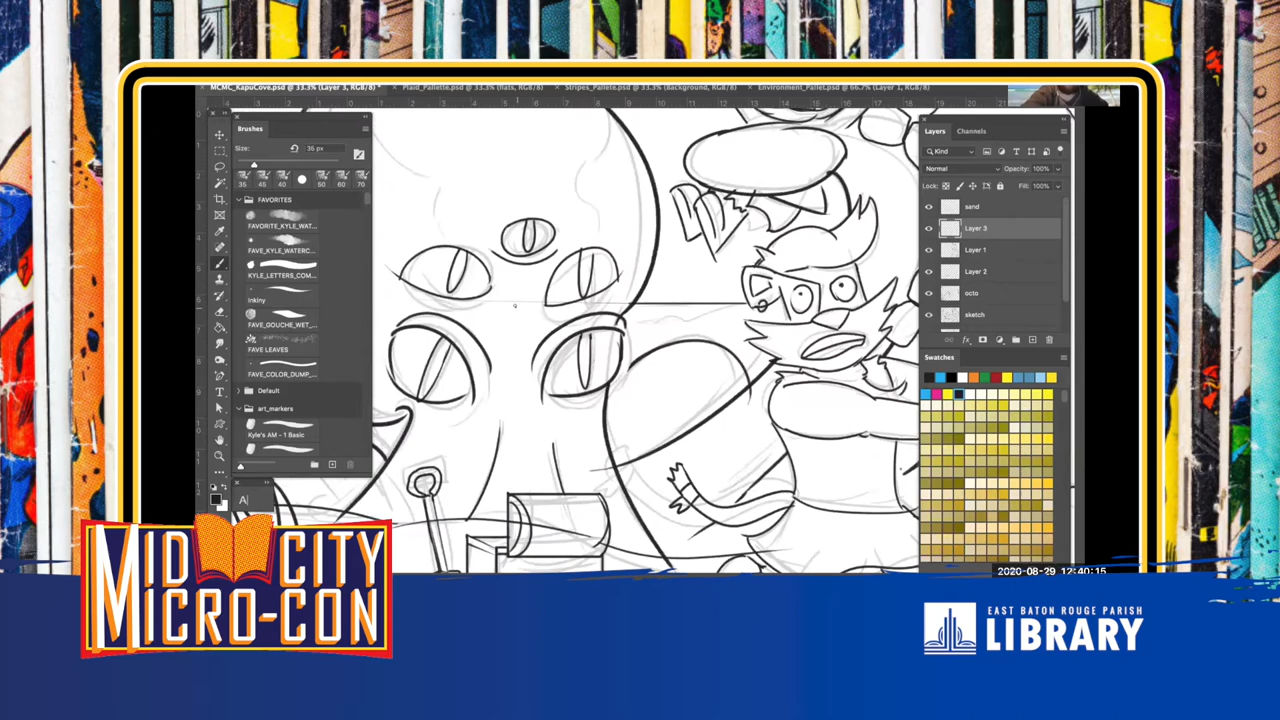 MCMC_KapuCove.psd @ 33.3% (Layer 3, RGB/8) *
Plaid_Pallette.psd @ 33.3% (flats, RGB/8)
Stripes_Pallete.psd @ 33.3% (Background, RGB/8)
Environment_Pallet.psd @ 66.7% (Layer 1, RGB/8)
Brushes
Size:
35 px
35 45 40 50 60 70
FAVORITES
FAVORITE_KYLE_WAT...
FAVE_KYLE_WATERC...
KYLE_LETTERS_COM...
Inkiny
FAVE_GOUCHE_WET_...
FAVE LEAVES
FAVE_COLOR_DUMP_...
Default
art_markers
Kyle's AM - 1 Basic
Layers Channels
Kind
Normal Opacity: 100%
Lock: Fill: 100%
sand
Layer 3
Layer 1
Layer 2
octo
sketch
fx
Swatches
2020-08-29 12:40:15
MID CITY
MICRO-CON
EAST BATON ROUGE PARISH
LIBRARY